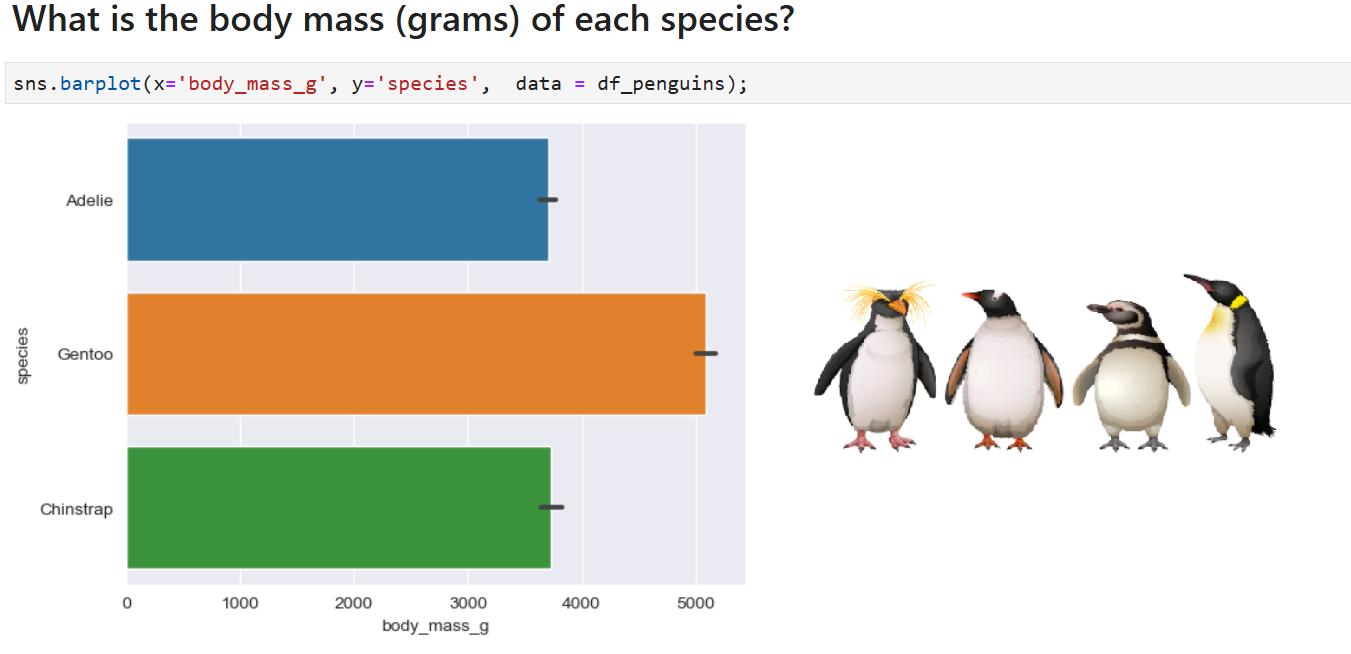 What is the body mass (grams) of each species?
sns.barplot(x='body_mass_g', y='species',  data = df_penguins);
Adelie
Gentoo
Chinstrap
species
0 1000 2000 3000 4000 5000
body_mass_g